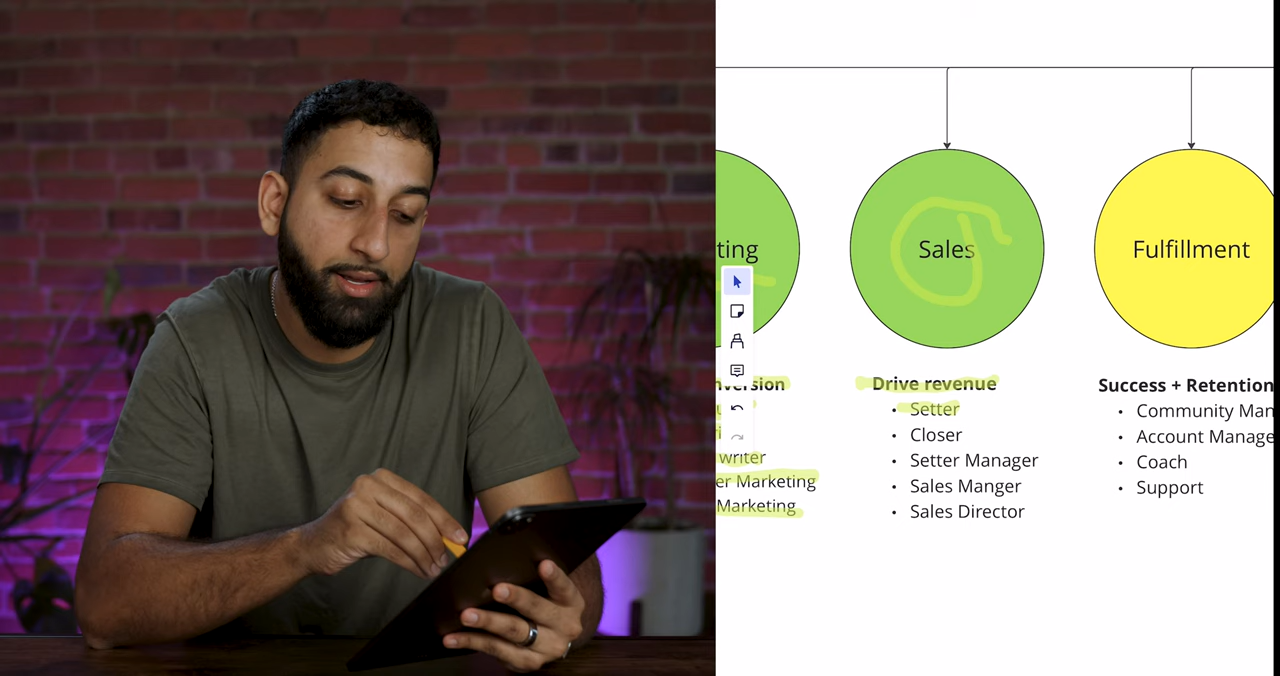 ting
Sales
Fulfillment
nversion
writer
er Marketing
Marketing
Drive revenue
Setter
Closer
Setter Manager
Sales Manger
Sales Director
Success + Retention
Community Man
Account Manage
Coach
Support